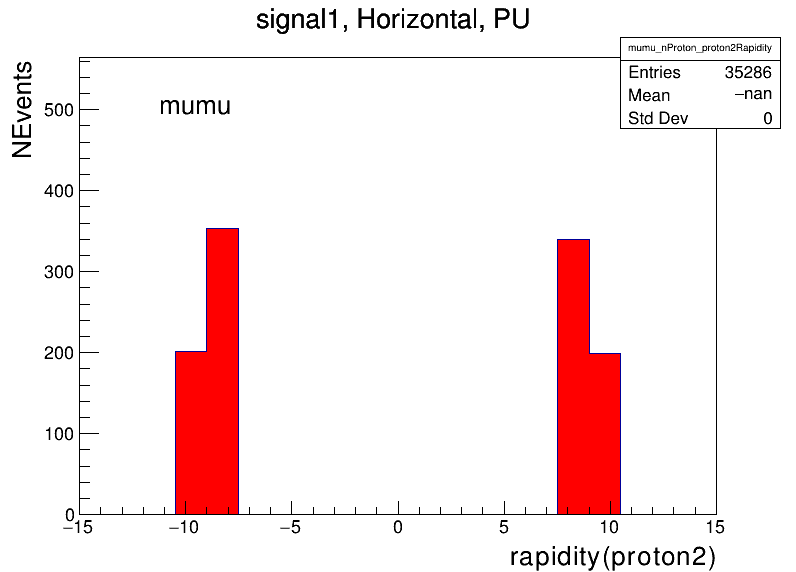 signal1, Horizontal, PU
mumu_nProton_proton2Rapidity
Entries 35286
Mean −nan
Std Dev 0
NEvents
mumu
500
400
300
200
100
0
−15 −10 −5 0 5 10 15
rapidity(proton2)